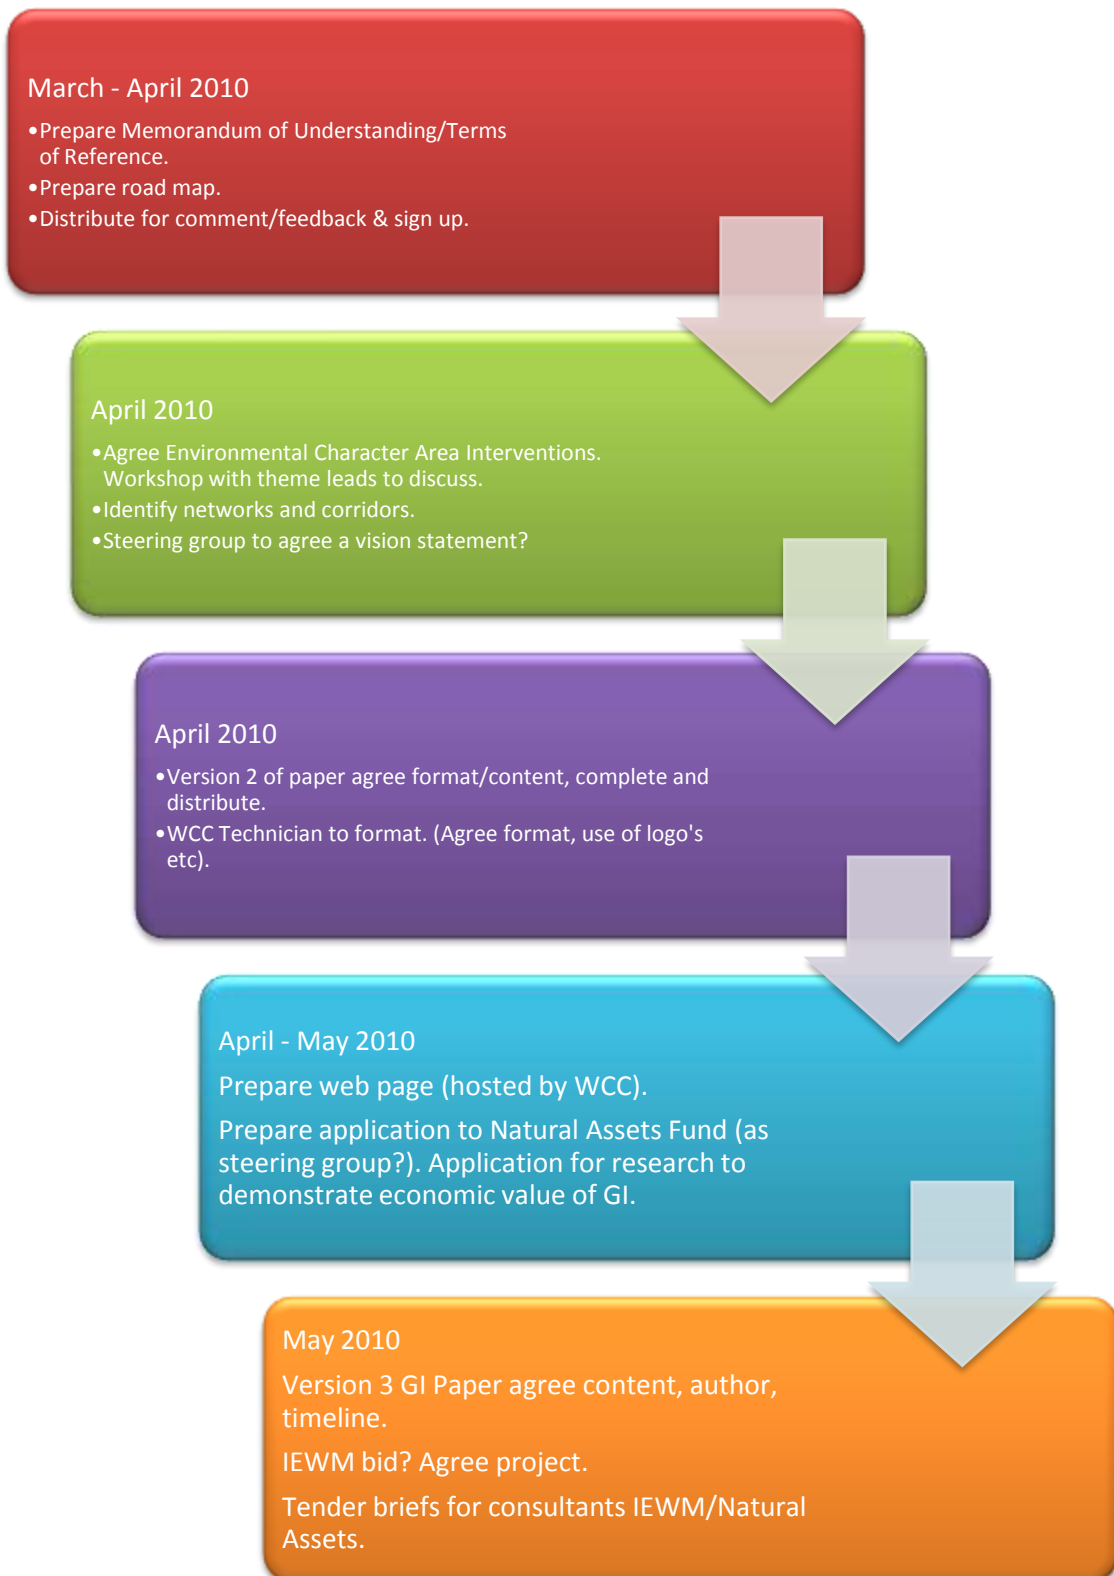 March - April 2010
•Prepare Memorandum of Understanding/Terms
of Reference.
•Prepare road map.
•Distribute for comment/feedback & sign up.
April 2010
•Agree Environmental Character Area Interventions.
Workshop with theme leads to discuss.
•Identify networks and corridors.
•Steering group to agree a vision statement?
April 2010
•Version 2 of paper agree format/content, complete and
distribute.
•WCC Technician to format. (Agree format, use of logo's
etc).
April - May 2010
Prepare web page (hosted by WCC).
Prepare application to Natural Assets Fund (as
steering group?). Application for research to
demonstrate economic value of GI.
May 2010
Version 3 GI Paper agree content, author,
timeline.
IEWM bid? Agree project.
Tender briefs for consultants IEWM/Natural
Assets.